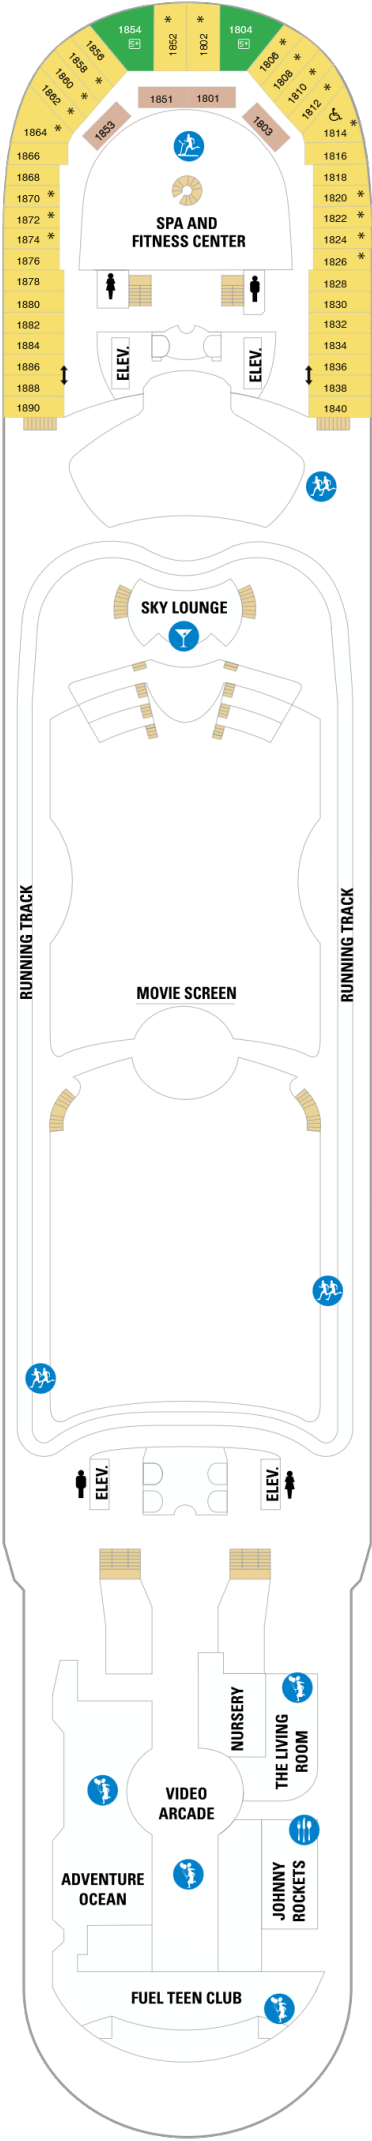 1854
1852
1802
1804
1856
1858
1860
1862
1864
1806
1808
1810
1812
1814
1853
1851
1801
1803
1866
1868
1870
1872
1874
1876
1878
1880
1882
1884
1886
1888
1890
1816
1818
1820
1822
1824
1826
1828
1830
1832
1834
1836
1838
1840
SPA AND
FITNESS CENTER
ELEV.
ELEV.
SKY LOUNGE
RUNNING TRACK
RUNNING TRACK
MOVIE SCREEN
ELEV.
ELEV.
NURSERY
THE LIVING
ROOM
VIDEO
ARCADE
ADVENTURE
OCEAN
JOHNNY
ROCKETS
FUEL TEEN CLUB